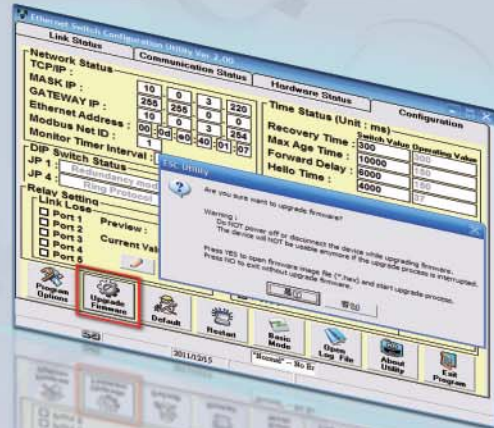 Ethernet Switch Configuration Utility Ver 2.00
Link Status
Communication Status
Hardware Status
Configuration
Network Status
TCP/IP :
10 0 3 220
MASK IP :
255 255 0 0
GATEWAY IP :
10 0 3 254
Ethernet Address :
00 0d e0 40 01 07
Modbus Net ID :
1
Monitor Timer Interval :
DIP Switch Status
JP 1 : Redundancy mod
JP 4 : Ring Protocol
Relay Setting
Link Lose
Port 1
Port 2
Port 3
Port 4
Port 5
Preview :
Current Val
Time Status (Unit : ms)
Switch Value Operating Value
Recovery Time : 300 300
Max Age Time : 10000
Forward Delay : 6000 150
Hello Time : 4000 37
ESC Utility
Are you sure want to upgrade firmware?
Warning :
Do NOT power off or disconnect the device while upgrading firmware.
The device will NOT be usable anymore if the upgrade process is interrupted.
Press YES to open firmware image file (*.hex) and start upgrade process.
Press NO to exit without upgrade firmware.
是(Y)
否(N)
Program Options
Upgrade Firmware
Default
Restart
Basic Mode
Open Log File
About Utility
Exit Program
2011/12/15
"Normal" -- No Er